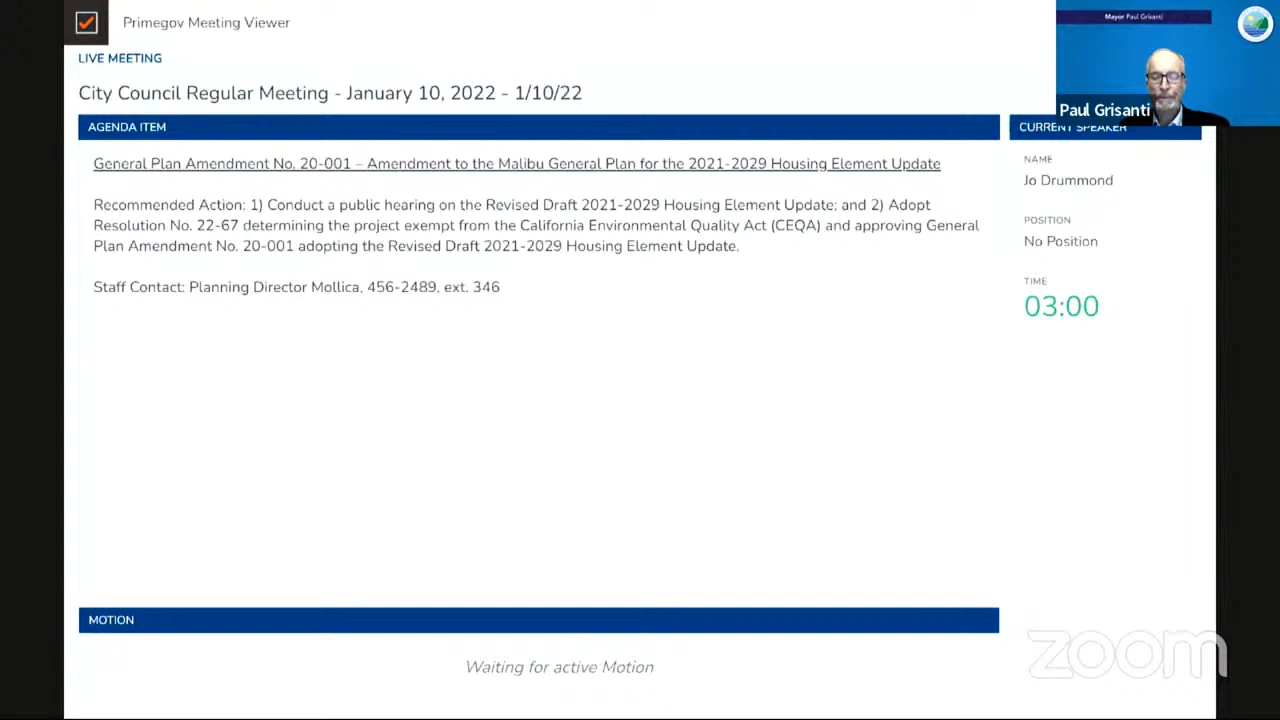 Primegov Meeting Viewer
Mayor Paul Grisanti
LIVE MEETING
City Council Regular Meeting - January 10, 2022 - 1/10/22
Paul Grisanti
AGENDA ITEM
CURRENT SPEAKER
General Plan Amendment No. 20-001 – Amendment to the Malibu General Plan for the 2021-2029 Housing Element Update
Recommended Action: 1) Conduct a public hearing on the Revised Draft 2021-2029 Housing Element Update; and 2) Adopt
Resolution No. 22-67 determining the project exempt from the California Environmental Quality Act (CEQA) and approving General
Plan Amendment No. 20-001 adopting the Revised Draft 2021-2029 Housing Element Update.
Staff Contact: Planning Director Mollica, 456-2489, ext. 346
NAME
Jo Drummond
POSITION
No Position
TIME
03:00
MOTION
Waiting for active Motion
zoom